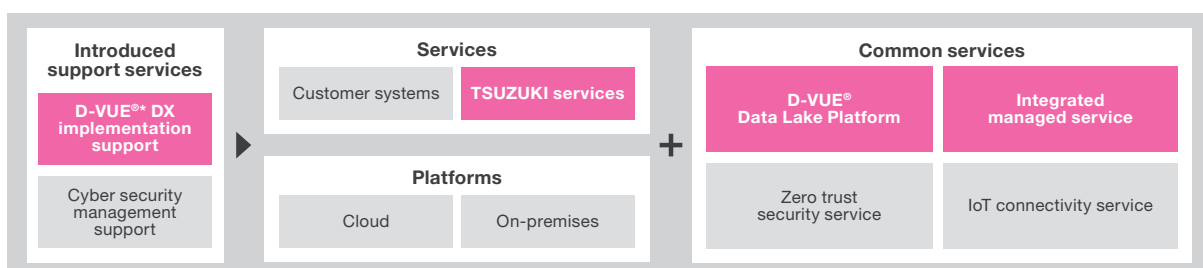 Introduced
support services
D-VUE®* DX
implementation
support
Cyber security
management
support
Services
Customer systems
TSUZUKI services
Platforms
Cloud
On-premises
+
Common services
D-VUE®
Data Lake Platform
Integrated
managed service
Zero trust
security service
IoT connectivity service